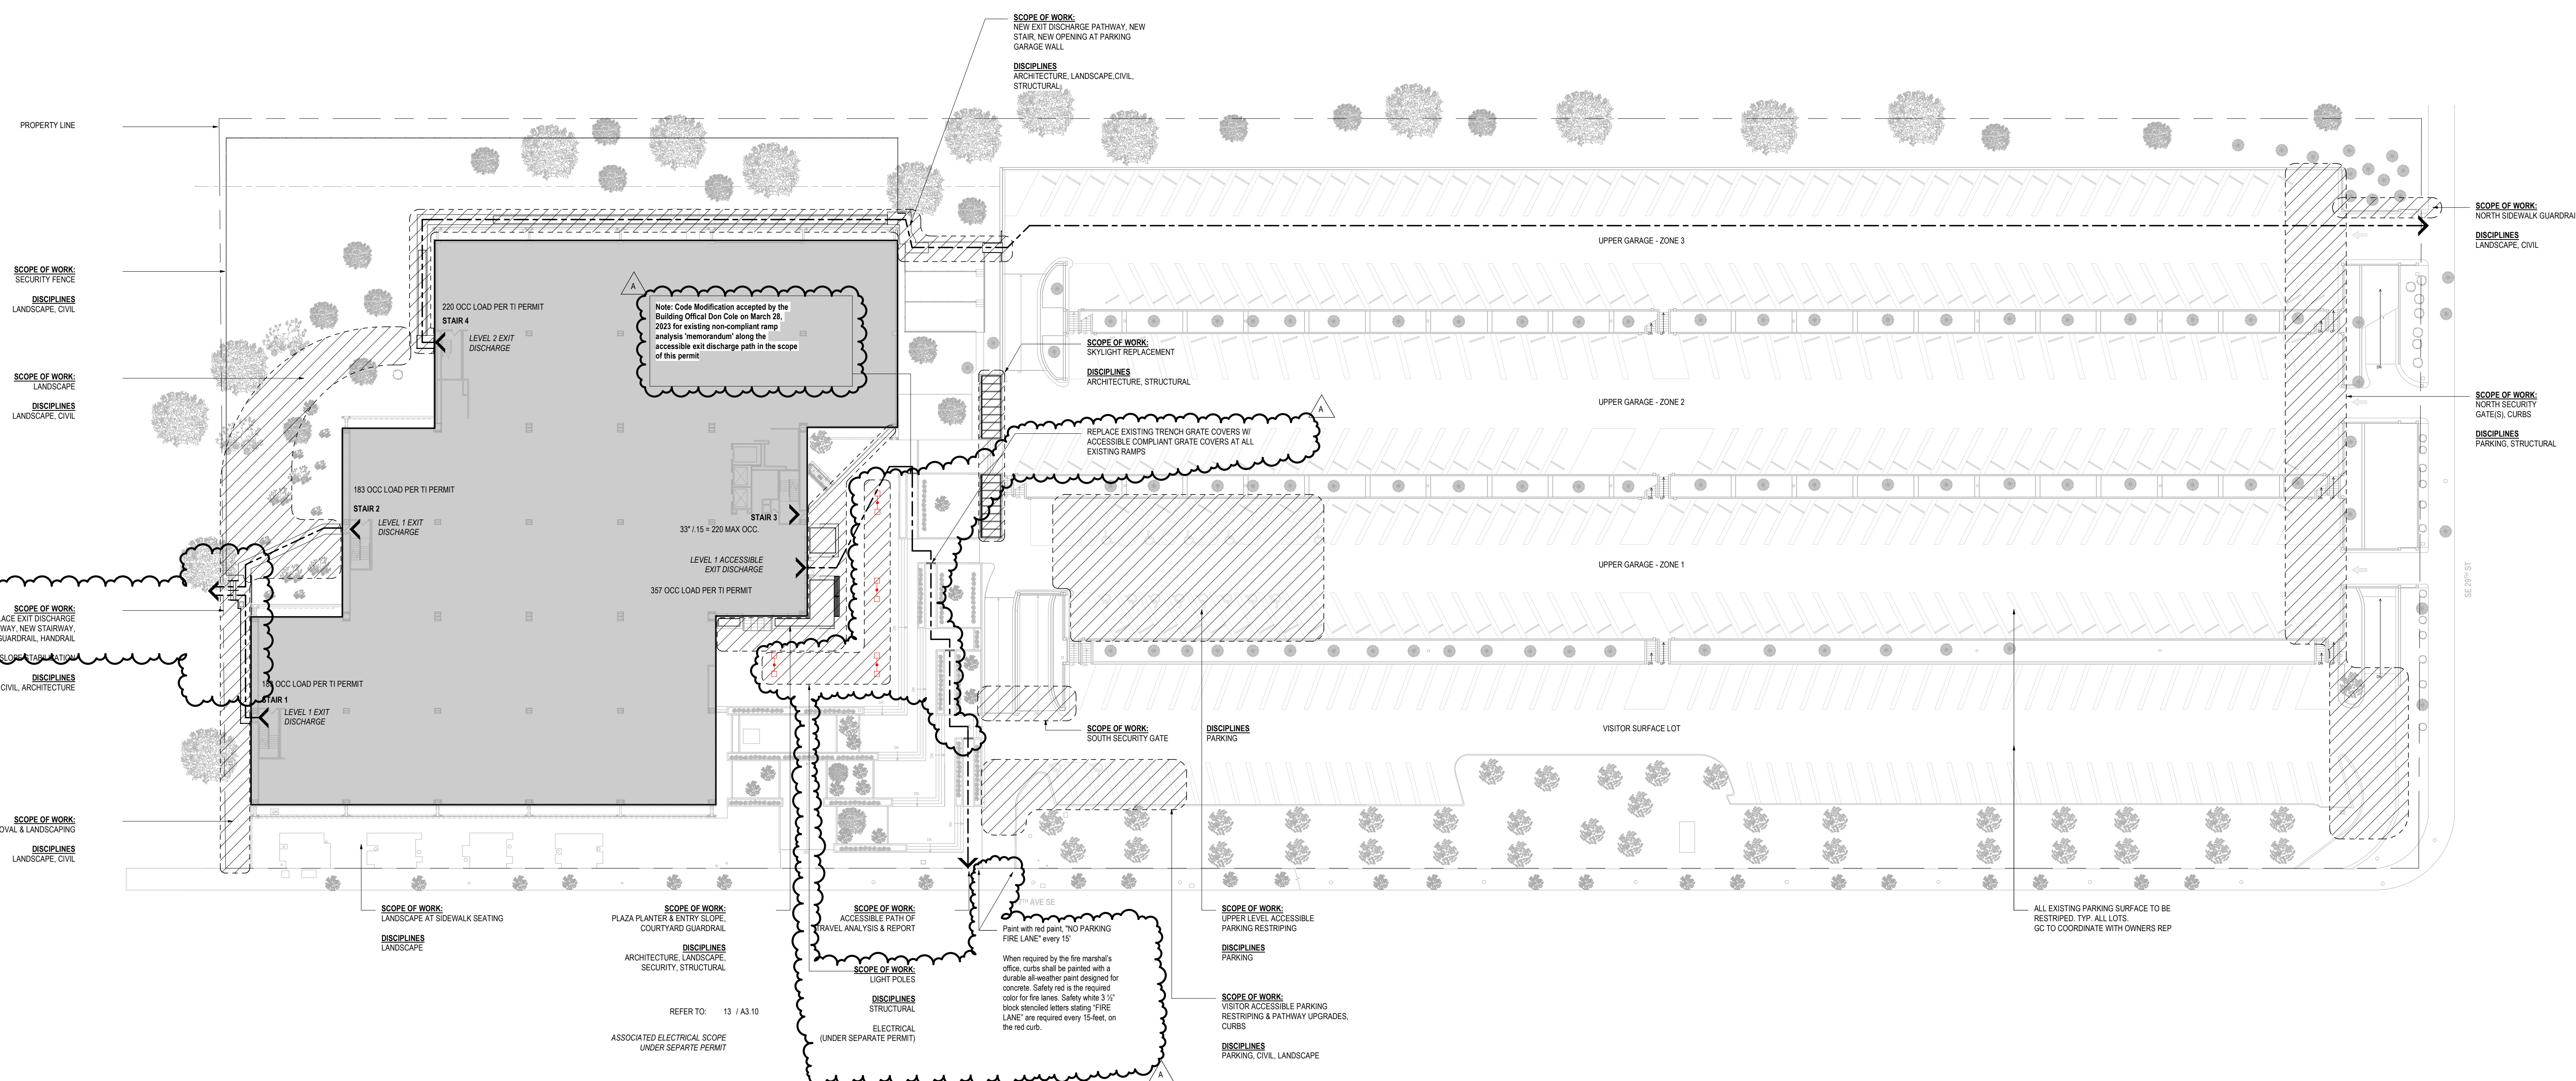 SCOPE OF WORK:
NEW EXIT DISCHARGE PATHWAY, NEW
STAIR, NEW OPENING AT PARKING
GARAGE WALL
DISCIPLINES
ARCHITECTURE, LANDSCAPE,CIVIL,
STRUCTURAL
PROPERTY LINE
SCOPE OF WORK:
SECURITY FENCE
DISCIPLINES
LANDSCAPE, CIVIL
SCOPE OF WORK:
LANDSCAPE
DISCIPLINES
LANDSCAPE, CIVIL
SCOPE OF WORK:
LACE EXIT DISCHARGE
WAY, NEW STAIRWAY,
GUARDRAIL, HANDRAIL
SLOPE STABILIZATION
DISCIPLINES
CIVIL, ARCHITECTURE
SCOPE OF WORK:
OVAL & LANDSCAPING
DISCIPLINES
LANDSCAPE, CIVIL
220 OCC LOAD PER TI PERMIT
STAIR 4
LEVEL 2 EXIT
DISCHARGE
A
Note: Code Modification accepted by the
Building Offical Don Cole on March 28,
2023 for existing non-compliant ramp
analysis 'memorandum' along the
accessible exit discharge path in the scope
of this permit
183 OCC LOAD PER TI PERMIT
STAIR 2
LEVEL 1 EXIT
DISCHARGE
STAIR 3
33" /.15 = 220 MAX OCC.
LEVEL 1 ACCESSIBLE
EXIT DISCHARGE
357 OCC LOAD PER TI PERMIT
OCC LOAD PER TI PERMIT
STAIR 1
LEVEL 1 EXIT
DISCHARGE
SCOPE OF WORK:
SKYLIGHT REPLACEMENT
DISCIPLINES
ARCHITECTURE, STRUCTURAL
A
REPLACE EXISTING TRENCH GRATE COVERS W/
ACCESSIBLE COMPLIANT GRATE COVERS AT ALL
EXISTING RAMPS
UPPER GARAGE - ZONE 3
UPPER GARAGE - ZONE 2
UPPER GARAGE - ZONE 1
VISITOR SURFACE LOT
SCOPE OF WORK:
SOUTH SECURITY GATE
DISCIPLINES
PARKING
SCOPE OF WORK:
NORTH SIDEWALK GUARDRAI
DISCIPLINES
LANDSCAPE, CIVIL
SCOPE OF WORK:
NORTH SECURITY
GATE(S), CURBS
DISCIPLINES
PARKING, STRUCTURAL
SE 29TH ST
7TH AVE SE
SCOPE OF WORK:
LANDSCAPE AT SIDEWALK SEATING
DISCIPLINES
LANDSCAPE
SCOPE OF WORK:
PLAZA PLANTER & ENTRY SLOPE,
COURTYARD GUARDRAIL
DISCIPLINES
ARCHITECTURE, LANDSCAPE,
SECURITY, STRUCTURAL
REFER TO: 13 / A3.10
ASSOCIATED ELECTRICAL SCOPE
UNDER SEPARTE PERMIT
SCOPE OF WORK:
ACCESSIBLE PATH OF
TRAVEL ANALYSIS & REPORT
SCOPE OF WORK:
LIGHT POLES
DISCIPLINES
STRUCTURAL
ELECTRICAL
(UNDER SEPARATE PERMIT)
Paint with red paint, "NO PARKING
FIRE LANE" every 15'
When required by the fire marshal's
office, curbs shall be painted with a
durable all-weather paint designed for
concrete. Safety red is the required
color for fire lanes. Safety white 3 ½"
block stenciled letters stating "FIRE
LANE" are required every 15-feet, on
the red curb.
A
SCOPE OF WORK:
UPPER LEVEL ACCESSIBLE
PARKING RESTRIPING
DISCIPLINES
PARKING
SCOPE OF WORK:
VISITOR ACCESSIBLE PARKING
RESTRIPING & PATHWAY UPGRADES,
CURBS
DISCIPLINES
PARKING, CIVIL, LANDSCAPE
ALL EXISTING PARKING SURFACE TO BE
RESTRIPED. TYP. ALL LOTS.
GC TO COORDINATE WITH OWNERS REP